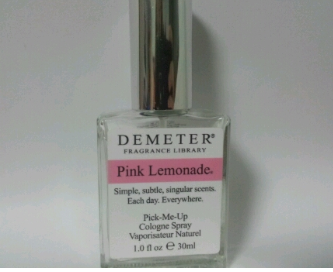 DEMETER®
FRAGRANCE LIBRARY
Pink Lemonade.
Simple, subtle, singular scents.
Each day. Everywhere.
Pick-Me-Up
Cologne Spray
Vaporisateur Naturel
1.0 fl oz ℮ 30ml